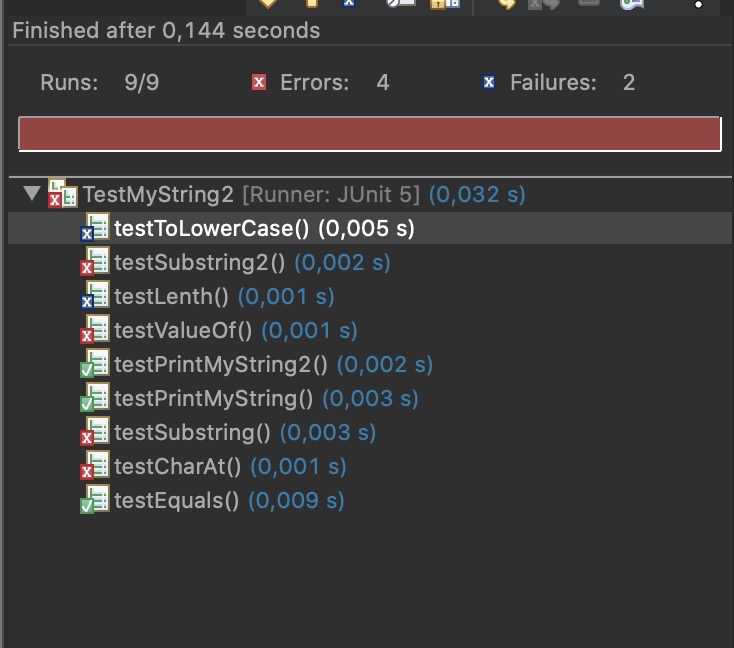 Finished after 0,144 seconds
Runs: 9/9 Errors: 4 Failures: 2
TestMyString2 [Runner: JUnit 5] (0,032 s)
testToLowerCase() (0,005 s)
testSubstring2() (0,002 s)
testLenth() (0,001 s)
testValueOf() (0,001 s)
testPrintMyString2() (0,002 s)
testPrintMyString() (0,003 s)
testSubstring() (0,003 s)
testCharAt() (0,001 s)
testEquals() (0,009 s)